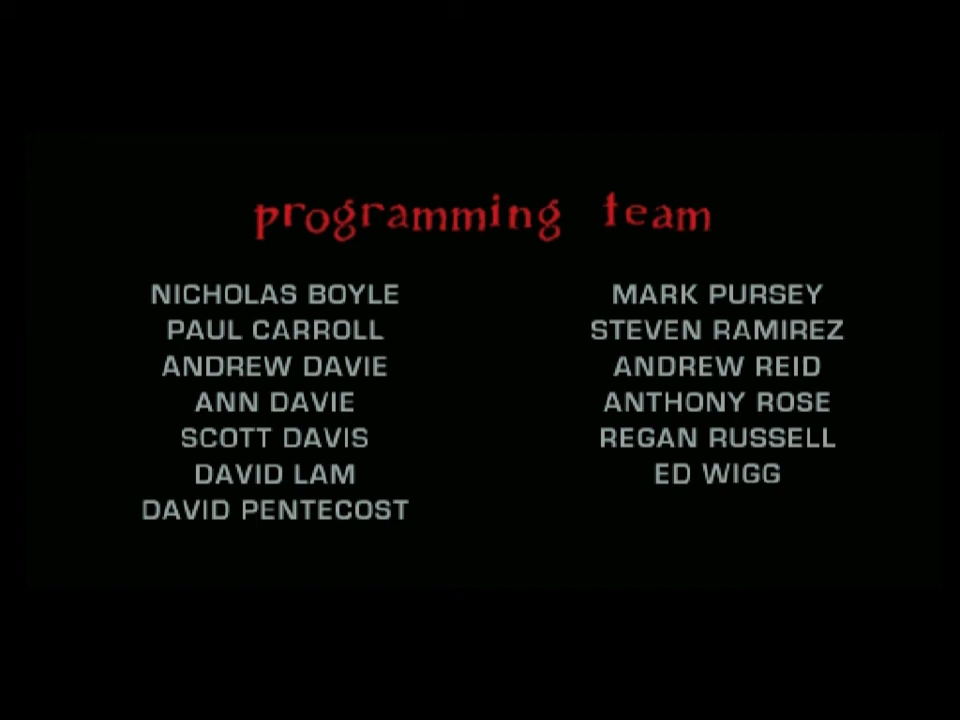 programming team
NICHOLAS BOYLE
PAUL CARROLL
ANDREW DAVIE
ANN DAVIE
SCOTT DAVIS
DAVID LAM
DAVID PENTECOST
MARK PURSEY
STEVEN RAMIREZ
ANDREW REID
ANTHONY ROSE
REGAN RUSSELL
ED WIGG